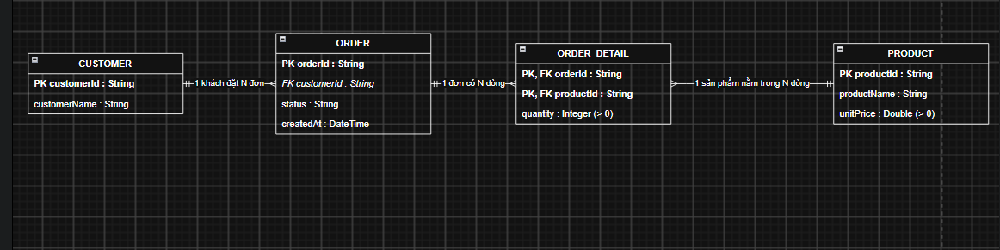 CUSTOMER
PK customerId : String
customerName : String
1 khách đặt N đơn
ORDER
PK orderId : String
FK customerId : String
status : String
createdAt : DateTime
1 đơn có N dòng
ORDER_DETAIL
PK, FK orderId : String
PK, FK productId : String
quantity : Integer (> 0)
1 sản phẩm nằm trong N dòng
PRODUCT
PK productId : String
productName : String
unitPrice : Double (> 0)